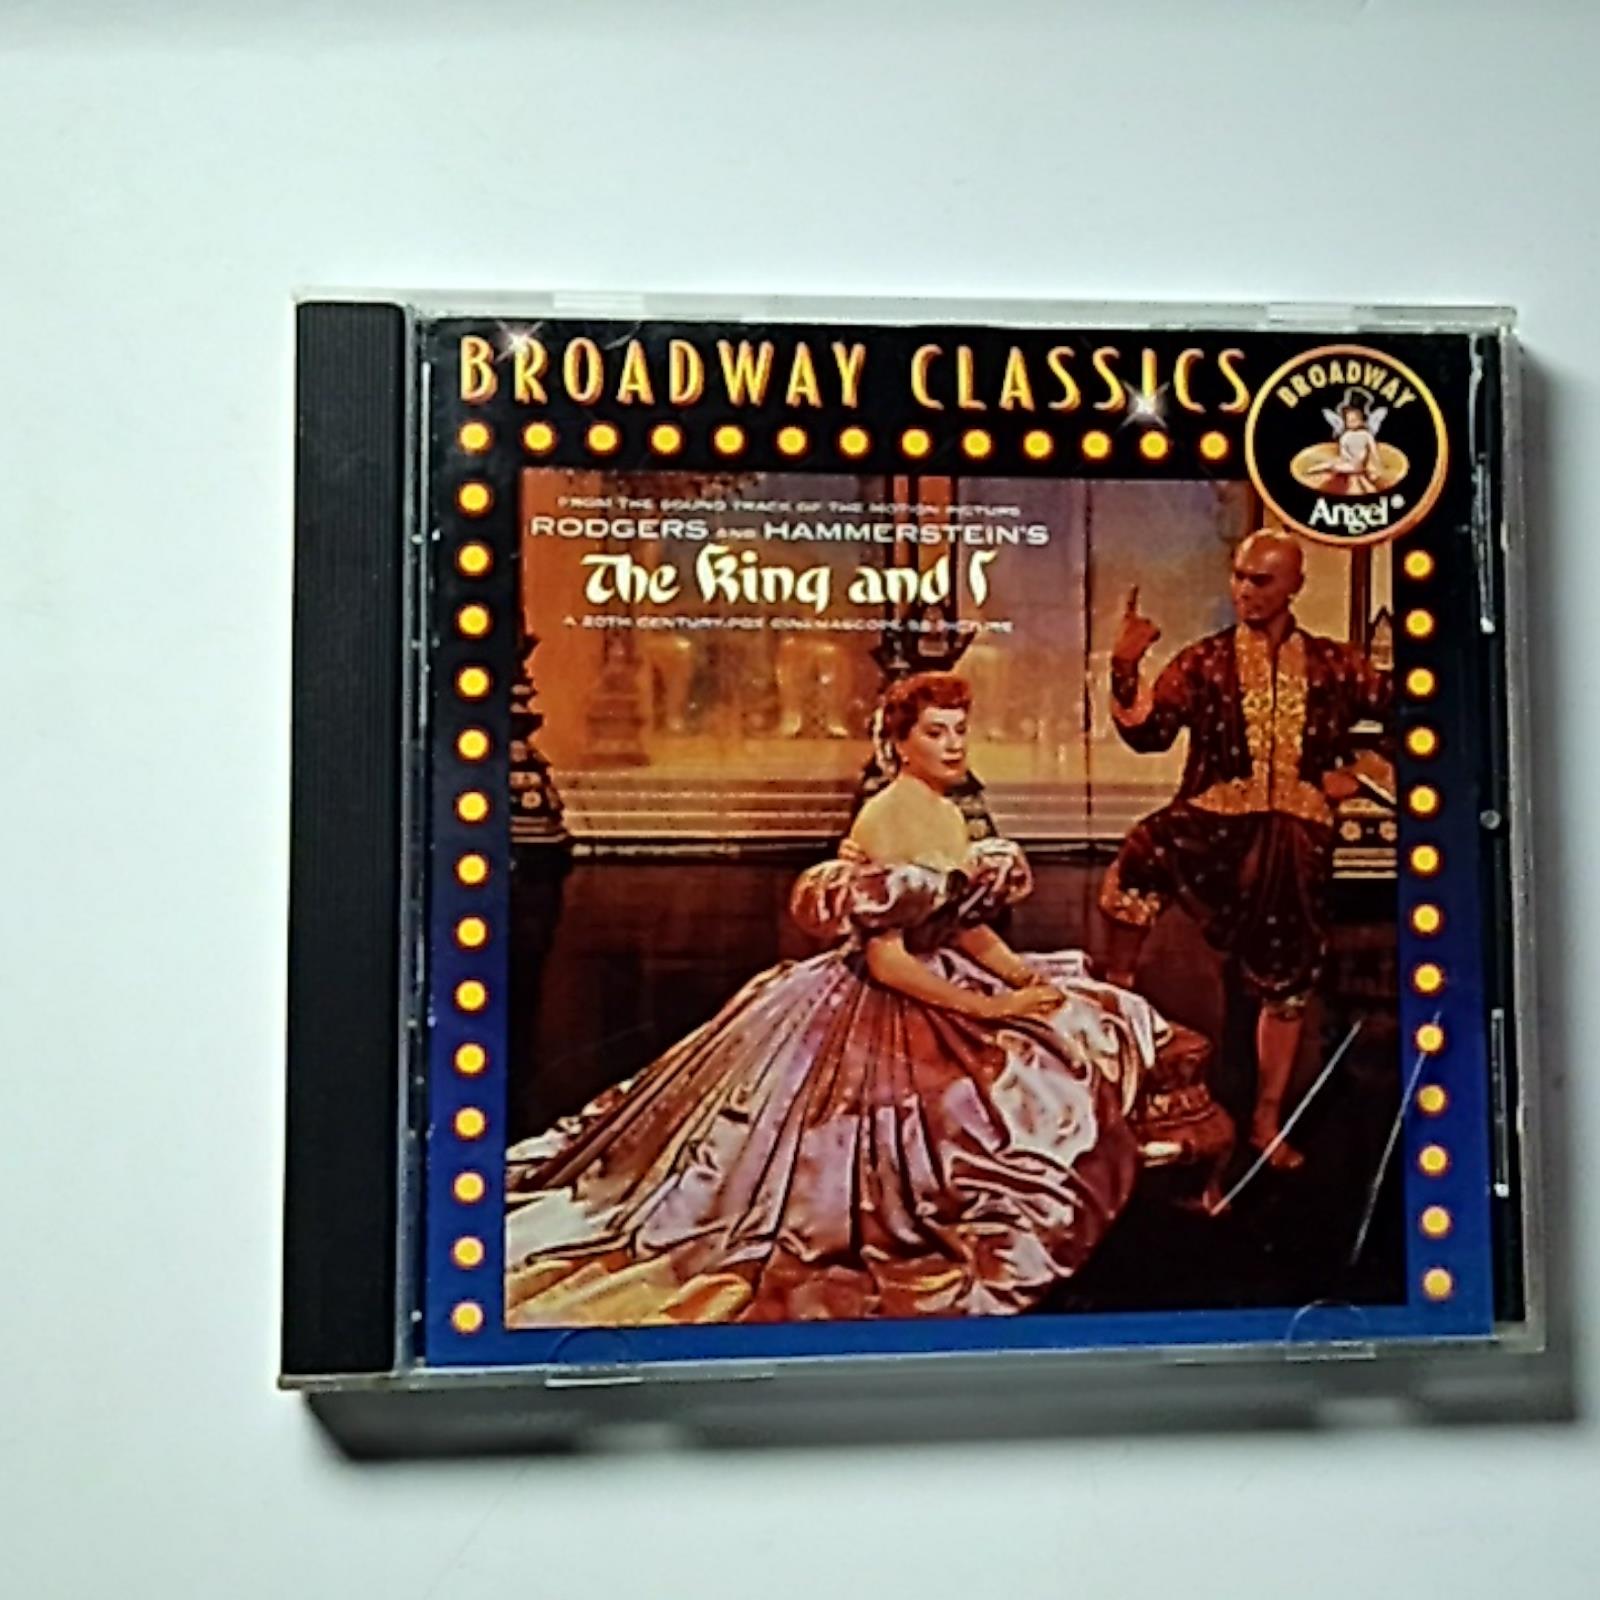 BROADWAY CLASSICS
BROADWAY
Angel®
FROM THE SOUND TRACK OF THE MOTION PICTURE
RODGERS AND HAMMERSTEIN'S
The King and I
A 20TH CENTURY-FOX CINEMASCOPE 55 PICTURE